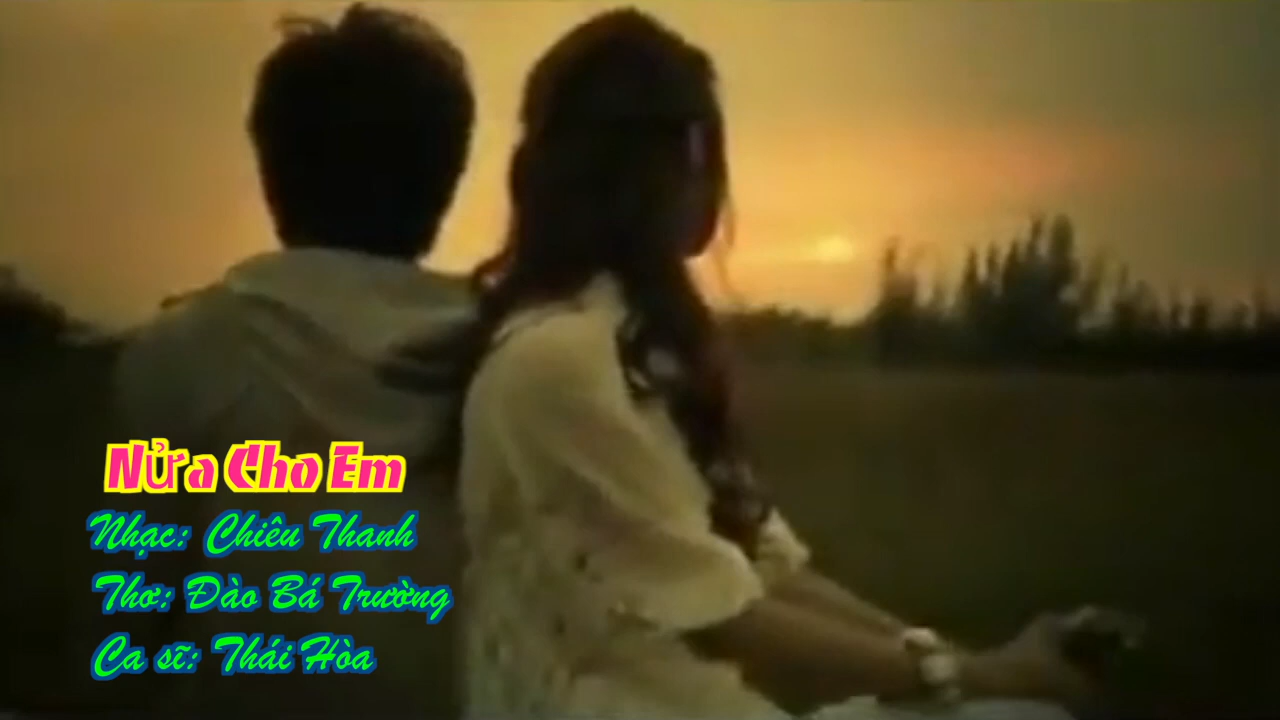 Nửa Cho Em
Nhạc: Chiêu Thanh
Thơ: Đào Bá Trường
Ca sĩ: Thái Hòa